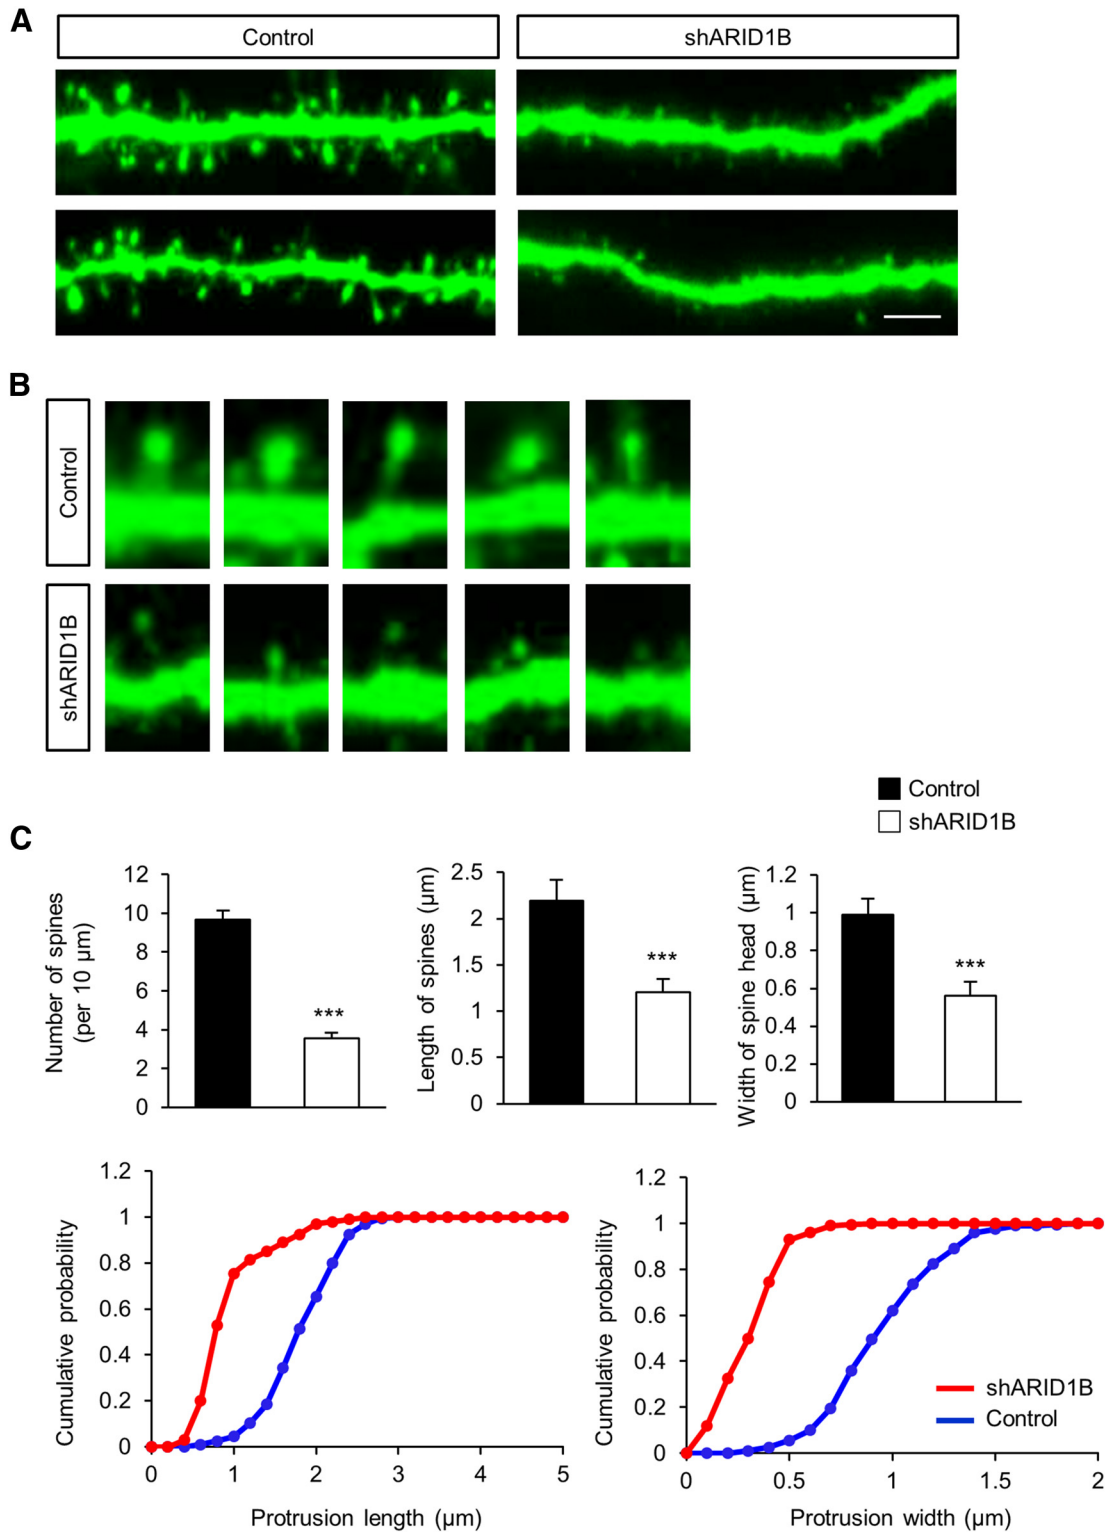 A
Control
shARID1B
B
Control
shARID1B
Control
shARID1B
C
Number of spines
(per 10 µm)
12
10
8
6
4
2
0
***
Length of spines (µm)
2.5
2
1.5
1
0.5
0
***
Width of spine head (µm)
1.2
1
0.8
0.6
0.4
0.2
0
***
Cumulative probability
1.2
1
0.8
0.6
0.4
0.2
0
0 1 2 3 4 5
Protrusion length (µm)
Cumulative probability
1.2
1
0.8
0.6
0.4
0.2
0
shARID1B
Control
0 0.5 1 1.5 2
Protrusion width (µm)